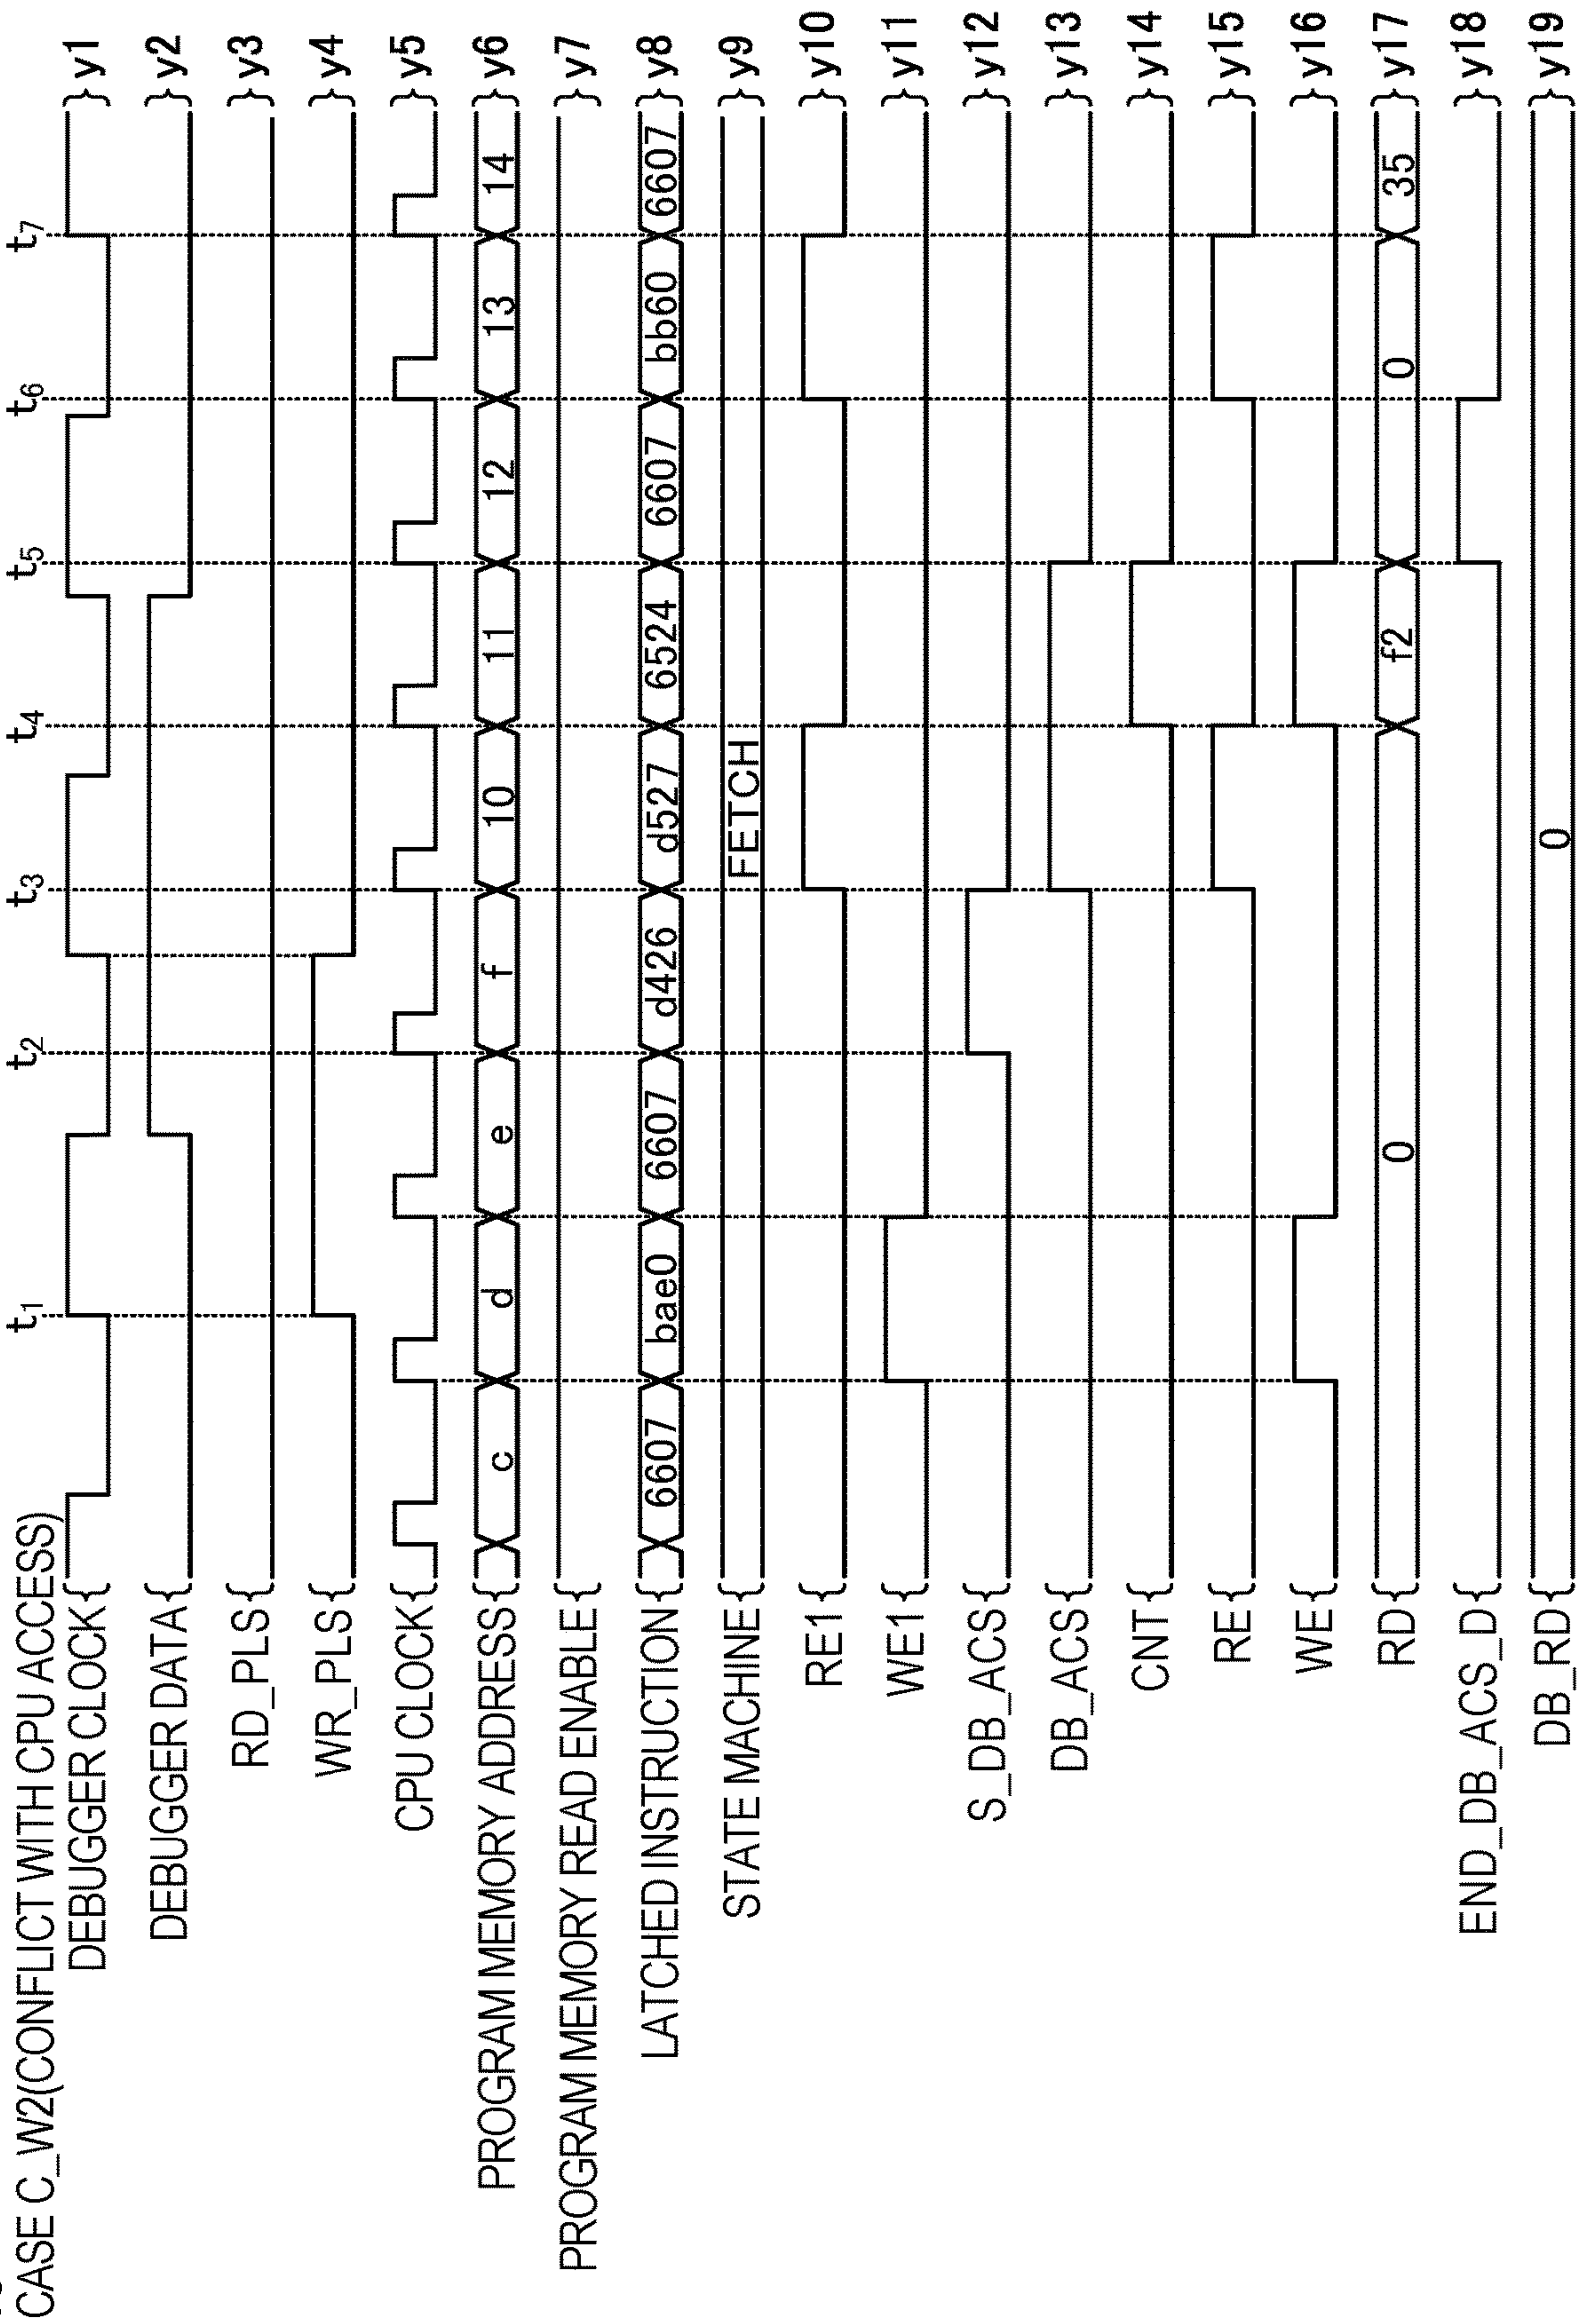 CASE C_W2(CONFLICT WITH CPU ACCESS)
t1 t2 t3 t4 t5 t6 t7
DEBUGGER CLOCK y1
DEBUGGER DATA y2
RD_PLS y3
WR_PLS y4
CPU CLOCK y5
PROGRAM MEMORY ADDRESS c d e f 10 11 12 13 14 y6
PROGRAM MEMORY READ ENABLE y7
LATCHED INSTRUCTION 6607 bae0 6607 d426 d527 6524 6607 bb60 6607 y8
STATE MACHINE FETCH y9
RE1 y10
WE1 y11
S_DB_ACS y12
DB_ACS y13
CNT y14
RE y15
WE y16
RD 0 f2 0 35 y17
END_DB_ACS_D y18
DB_RD 0 y19